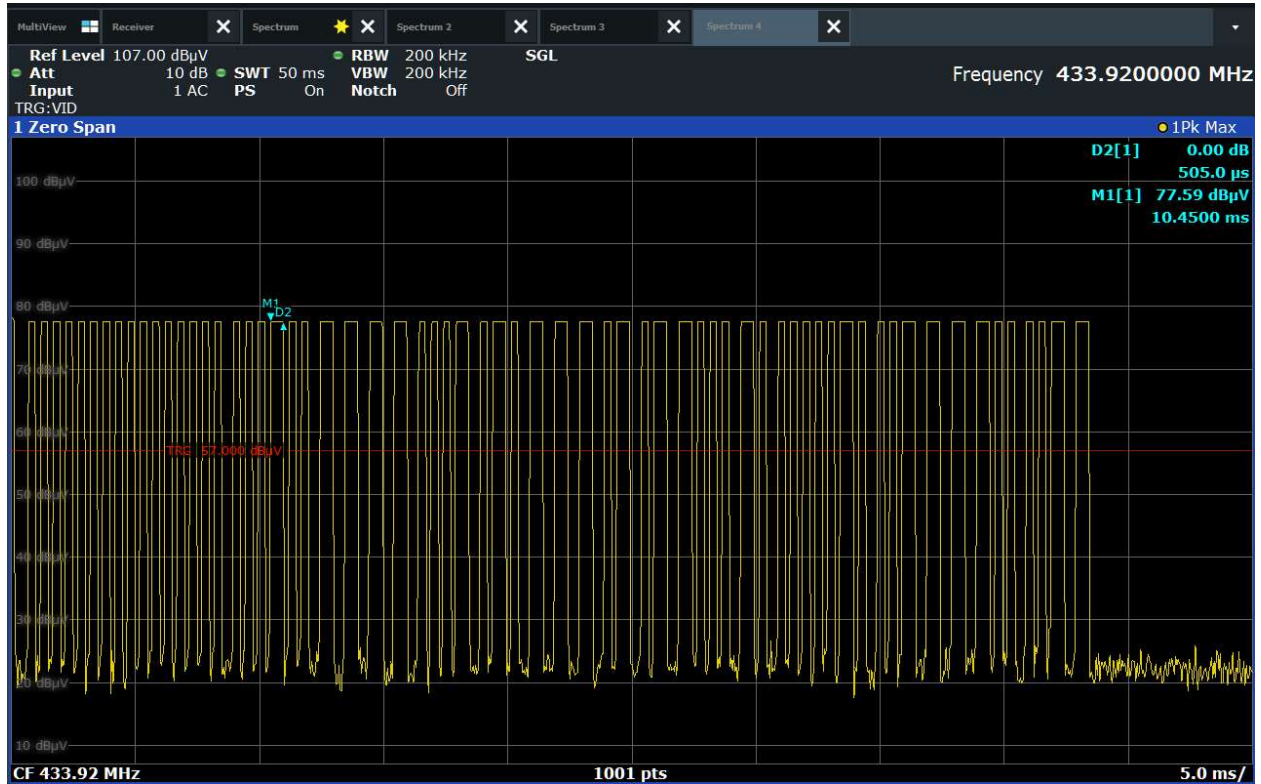 MultiView Receiver Spectrum Spectrum 2 Spectrum 3 Spectrum 4
Ref Level 107.00 dBµV RBW 200 kHz SGL
Att 10 dB SWT 50 ms VBW 200 kHz Frequency 433.9200000 MHz
Input 1 AC PS On Notch Off
TRG:VID
1 Zero Span 1Pk Max
D2[1] 0.00 dB
505.0 µs
M1[1] 77.59 dBµV
10.4500 ms
100 dBµV
90 dBµV
80 dBµV
M1
D2
70 dBµV
60 dBµV
TRG 57.000 dBµV
50 dBµV
40 dBµV
30 dBµV
20 dBµV
10 dBµV
CF 433.92 MHz 1001 pts 5.0 ms/